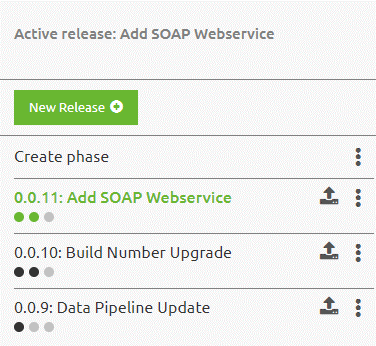 Active release: Add SOAP Webservice
New Release
Create phase
0.0.11: Add SOAP Webservice
0.0.10: Build Number Upgrade
0.0.9: Data Pipeline Update